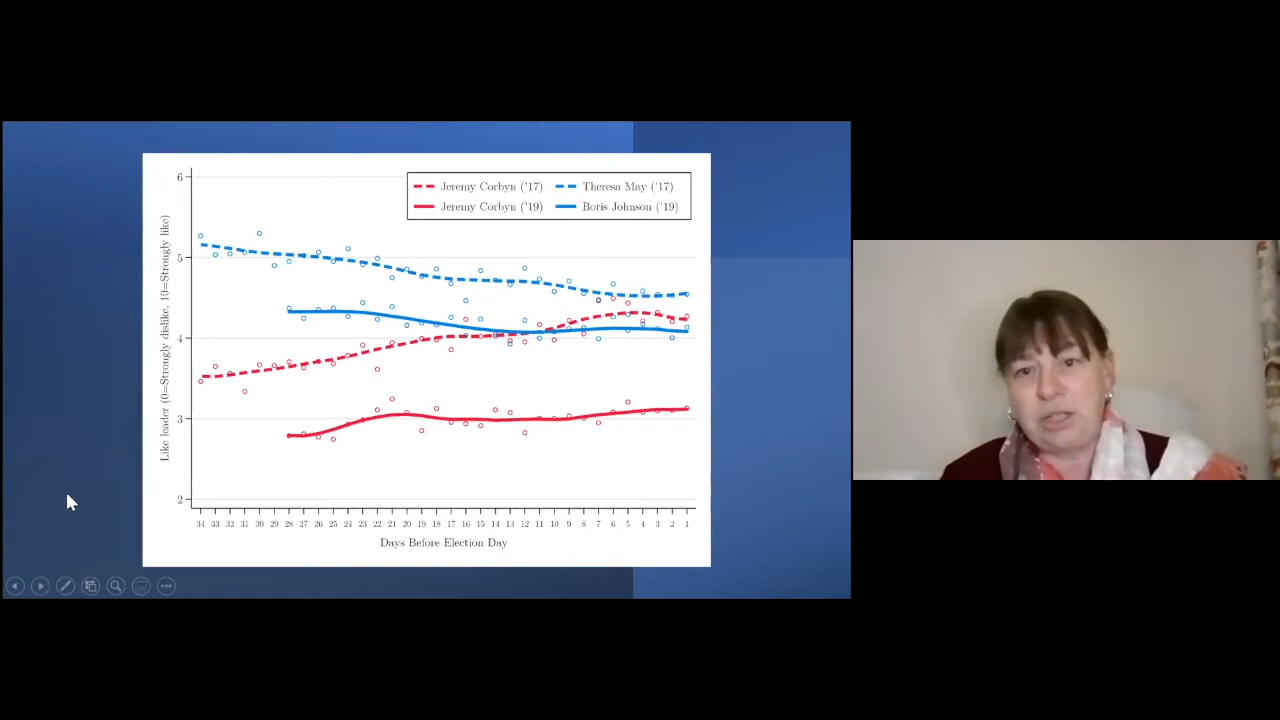 Jeremy Corbyn ('17) Theresa May ('17)
Jeremy Corbyn ('19) Boris Johnson ('19)
Like leader (0=Strongly dislike, 10=Strongly like)
6
5
4
3
2
34 33 32 31 30 29 28 27 26 25 24 23 22 21 20 19 18 17 16 15 14 13 12 11 10 9 8 7 6 5 4 3 2 1
Days Before Election Day